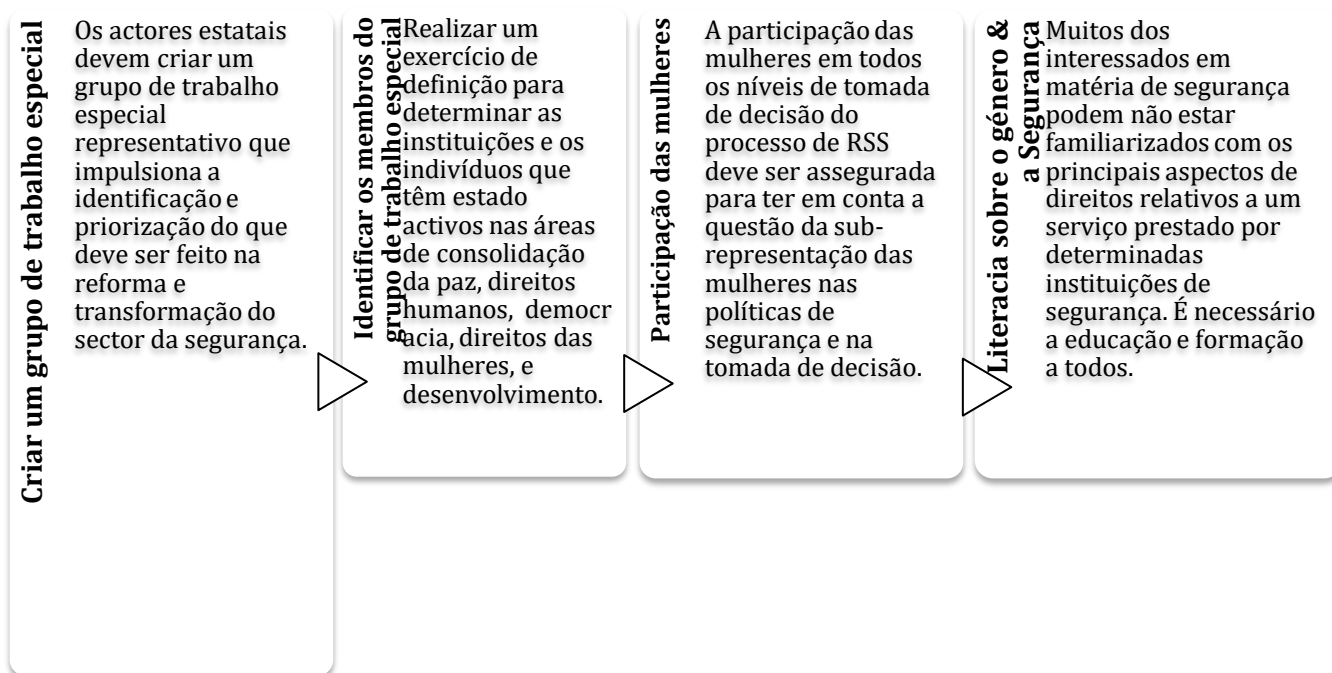 Criar um grupo de trabalho especial
Os actores estatais
devem criar um
grupo de trabalho
especial
representativo que
impulsiona a
identificação e
priorização do que
deve ser feito na
reforma e
transformação do
sector da segurança.
Identificar os membros do
grupo de trabalho especial
Realizar um
exercício de
definição para
determinar as
instituições e os
indivíduos que
têm estado
activos nas áreas
de consolidação
da paz, direitos
humanos, democr
acia, direitos das
mulheres, e
desenvolvimento.
Participação das mulheres
A participação das
mulheres em todos
os níveis de tomada
de decisão do
processo de RSS
deve ser assegurada
para ter em conta a
questão da sub-
representação das
mulheres nas
políticas de
segurança e na
tomada de decisão.
Literacia sobre o género &
a Segurança
Muitos dos
interessados em
matéria de segurança
podem não estar
familiarizados com os
principais aspectos de
direitos relativos a um
serviço prestado por
determinadas
instituições de
segurança. É necessário
a educação e formação
a todos.